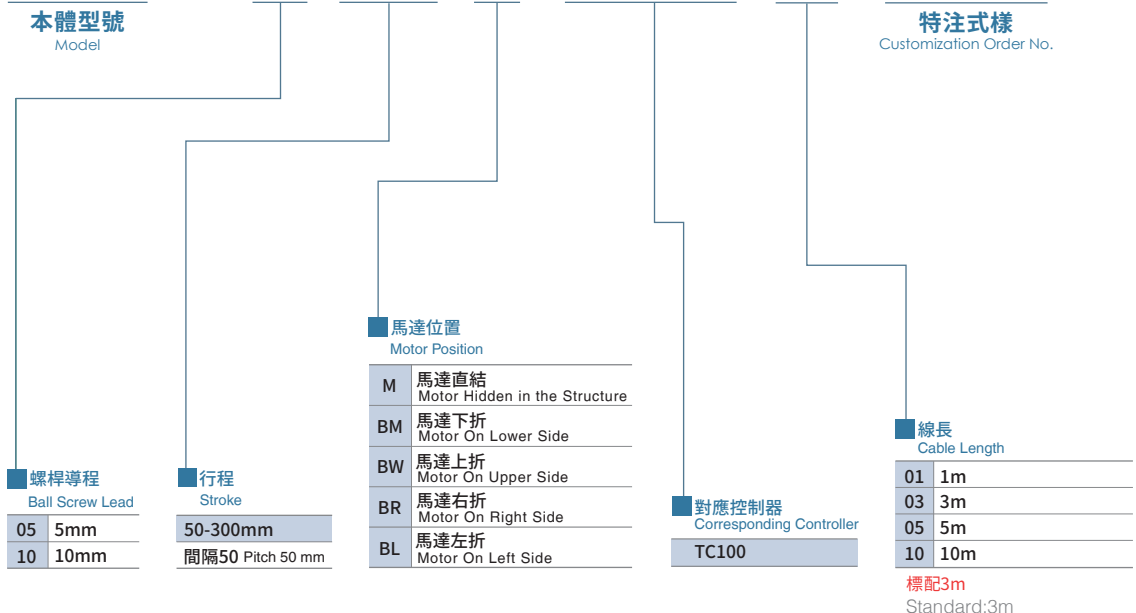 本體型號
Model
特注式樣
Customization Order No.
馬達位置
Motor Position
M 馬達直結
Motor Hidden in the Structure
BM 馬達下折
Motor On Lower Side
BW 馬達上折
Motor On Upper Side
BR 馬達右折
Motor On Right Side
BL 馬達左折
Motor On Left Side
螺桿導程
Ball Screw Lead
05 5mm
10 10mm
行程
Stroke
50-300mm
間隔50 Pitch 50 mm
對應控制器
Corresponding Controller
TC100
線長
Cable Length
01 1m
03 3m
05 5m
10 10m
標配3m
Standard:3m